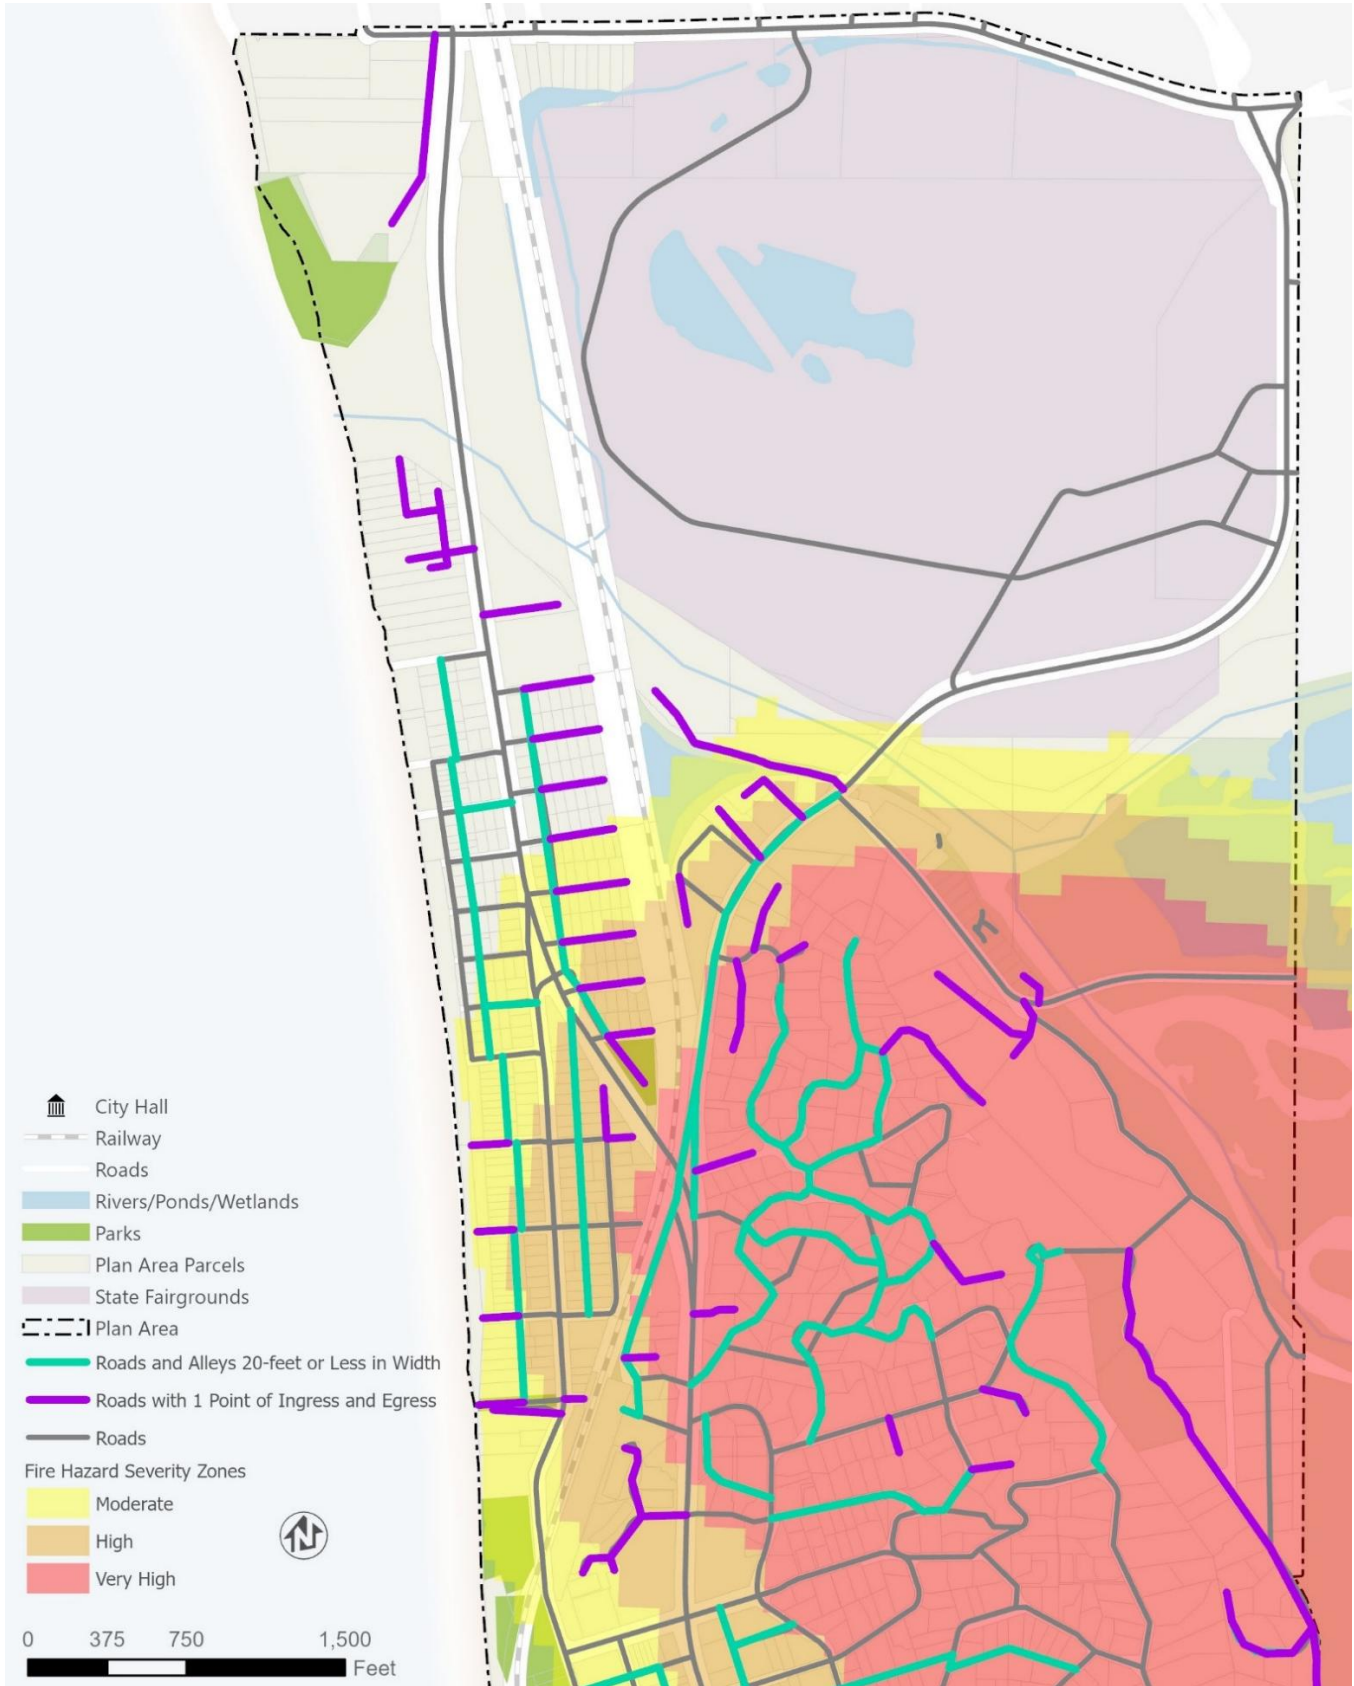 City Hall
Railway
Roads
Rivers/Ponds/Wetlands
Parks
Plan Area Parcels
State Fairgrounds
Plan Area
Roads and Alleys 20-feet or Less in Width
Roads with 1 Point of Ingress and Egress
Roads
Fire Hazard Severity Zones
Moderate
High
Very High
N
0 375 750 1,500
Feet